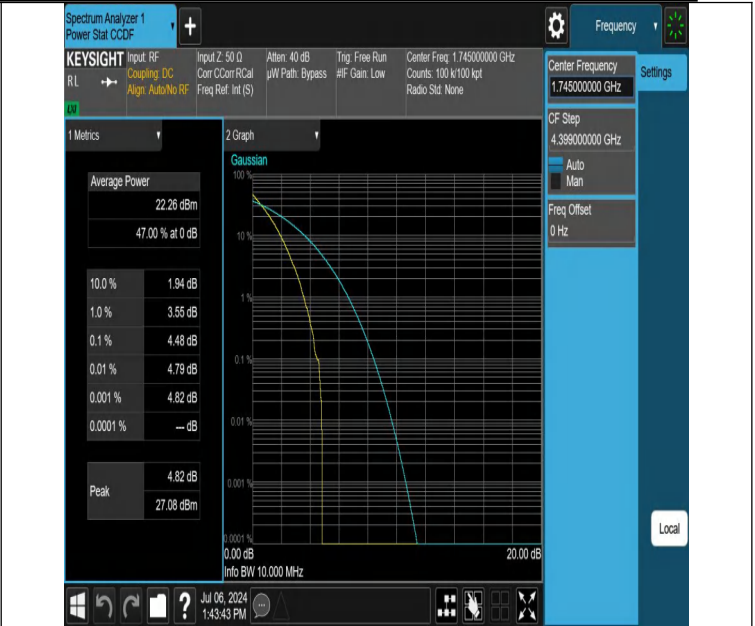 Spectrum Analyzer 1
Power Stat CCDF
+
Frequency
KEYSIGHT
RL
LXI
Input: RF
Coupling: DC
Align: Auto/No RF
Input Z: 50 Ω
Corr CCorr RCal
Freq Ref: Int (S)
Atten: 40 dB
µW Path: Bypass
Trig: Free Run
#IF Gain: Low
Center Freq: 1.745000000 GHz
Counts: 100 k/100 kpt
Radio Std: None
Center Frequency
1.745000000 GHz
Settings
CF Step
4.399000000 GHz
Auto
Man
Freq Offset
0 Hz
Local
1 Metrics
Average Power
22.26 dBm
47.00 % at 0 dB
10.0 % 1.94 dB
1.0 % 3.55 dB
0.1 % 4.48 dB
0.01 % 4.79 dB
0.001 % 4.82 dB
0.0001 % --- dB
Peak
4.82 dB
27.08 dBm
2 Graph
Gaussian
100 %
10 %
1 %
0.1 %
0.01 %
0.001 %
0.0001 %
0.00 dB 20.00 dB
Info BW 10.000 MHz
?
Jul 06, 2024
1:43:43 PM